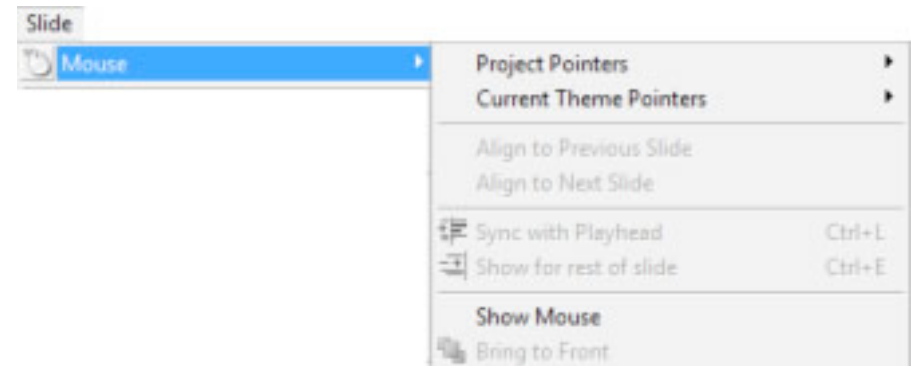 Slide
Mouse
Project Pointers
Current Theme Pointers
Align to Previous Slide
Align to Next Slide
Sync with Playhead Ctrl+L
Show for rest of slide Ctrl+E
Show Mouse
Bring to Front